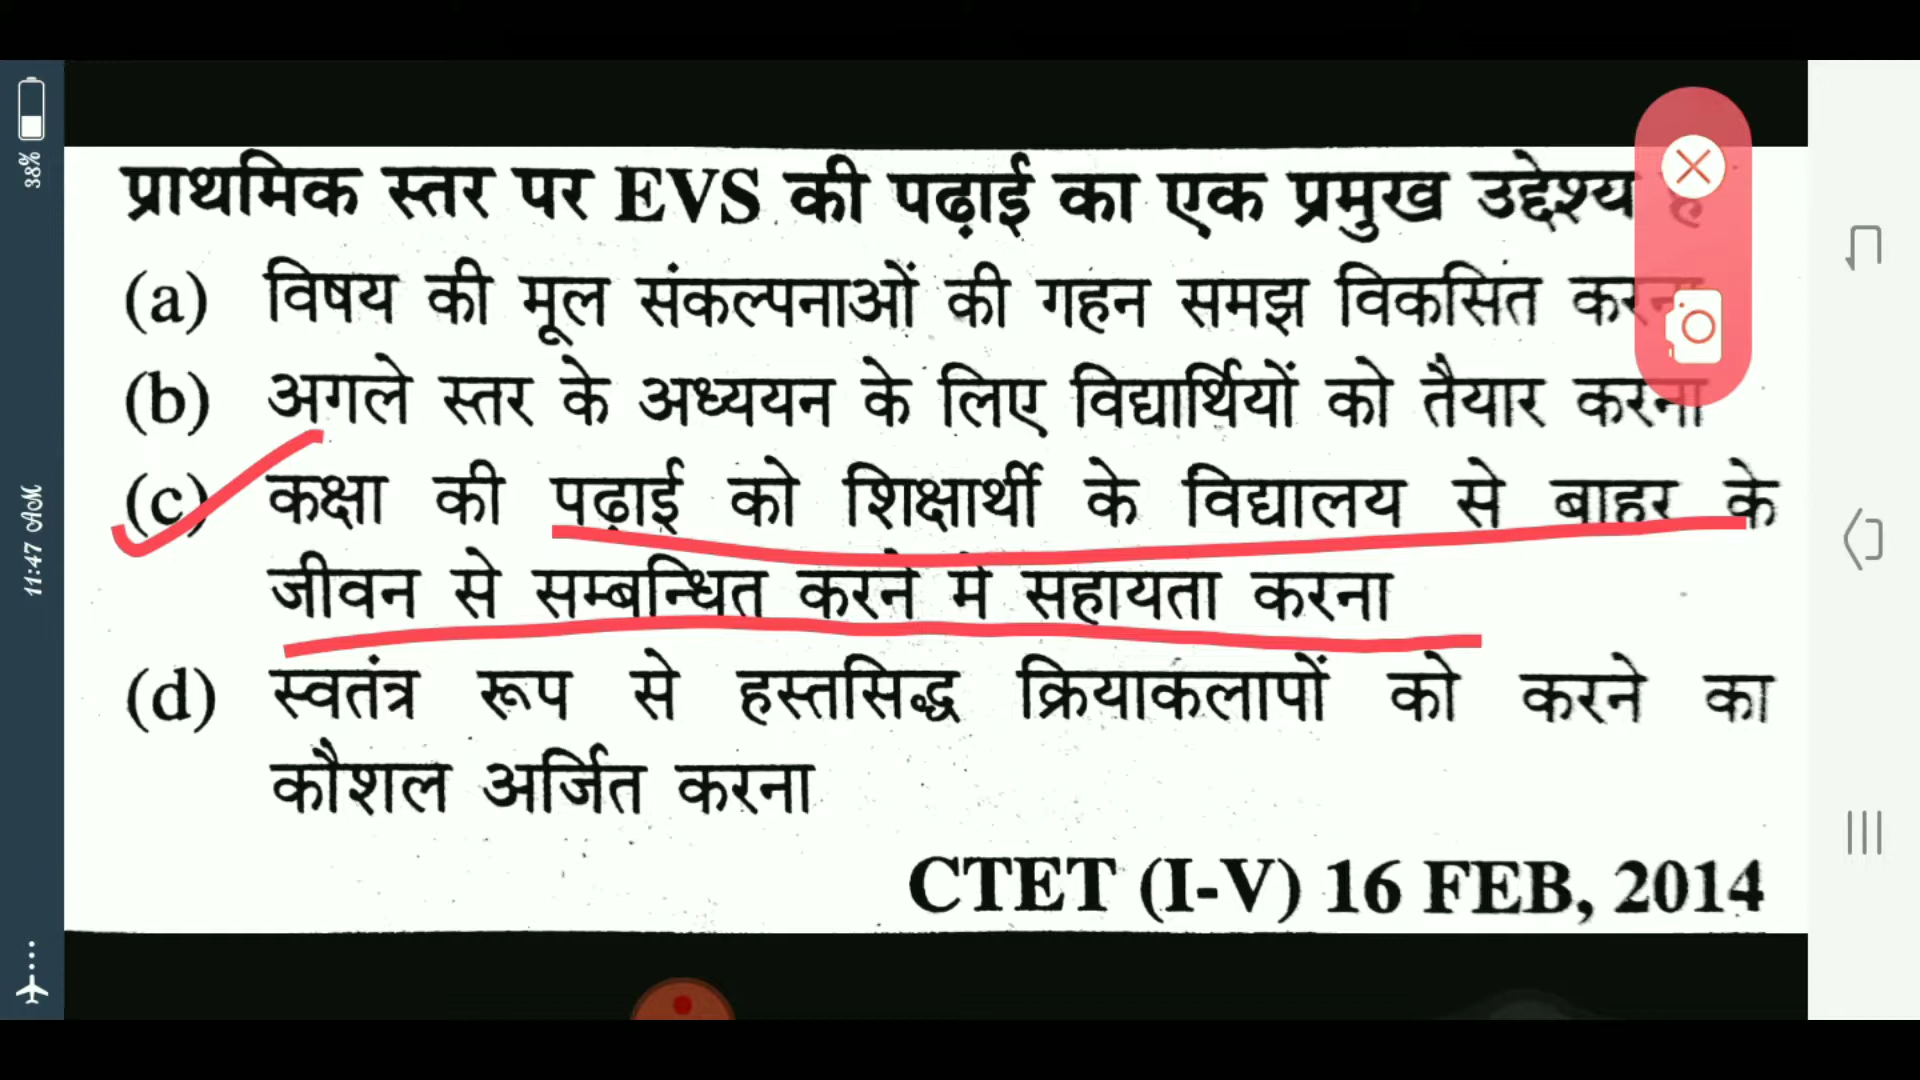 38%
11:47 AM
प्राथमिक स्तर पर EVS की पढ़ाई का एक प्रमुख उद्देश्य है
(a) विषय की मूल संकल्पनाओं की गहन समझ विकसित करना
(b) अगले स्तर के अध्ययन के लिए विद्यार्थियों को तैयार करना
(c) कक्षा की पढ़ाई को शिक्षार्थी के विद्यालय से बाहर के
जीवन से सम्बन्धित करने में सहायता करना
(d) स्वतंत्र रूप से हस्तसिद्ध क्रियाकलापों को करने का
कौशल अर्जित करना
CTET (I-V) 16 FEB, 2014